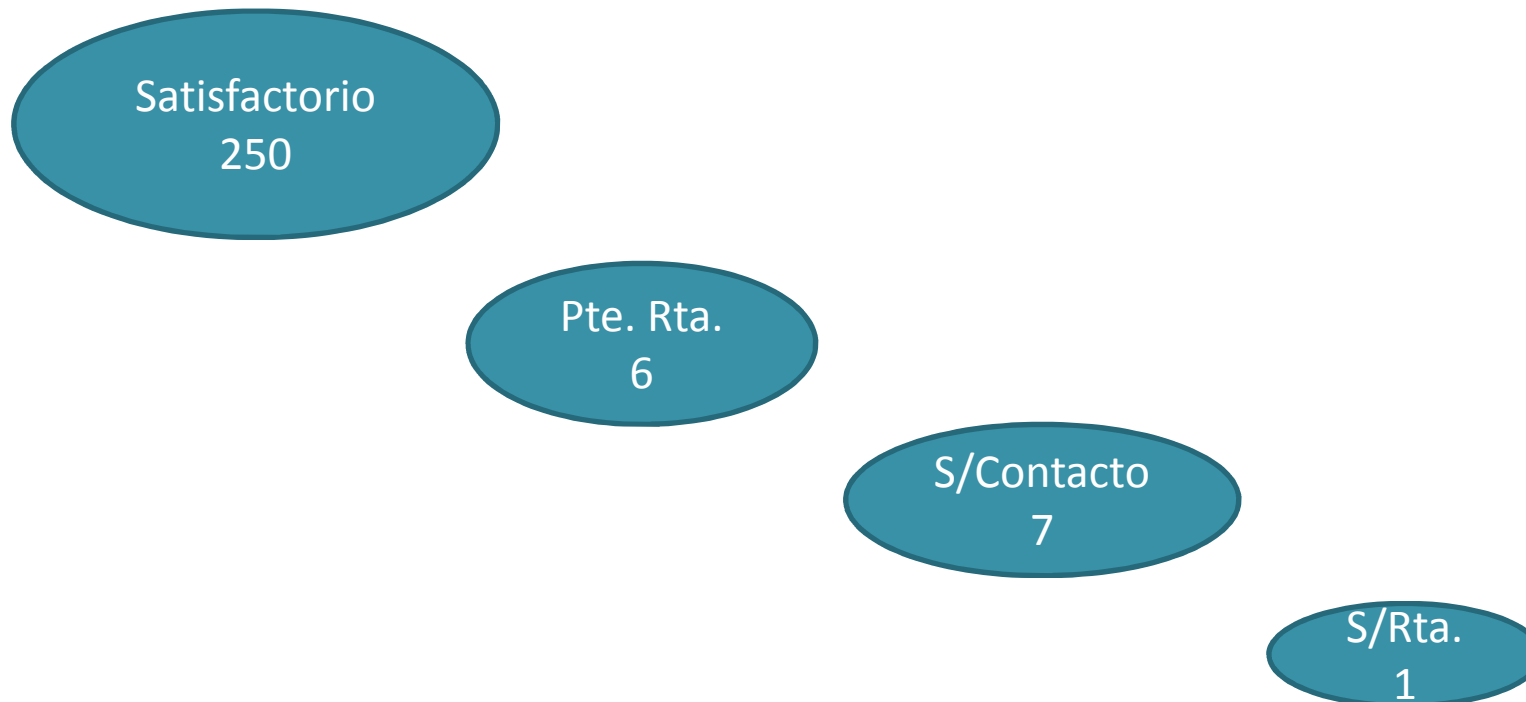 Satisfactorio
250
Pte. Rta.
6
S/Contacto
7
S/Rta.
1